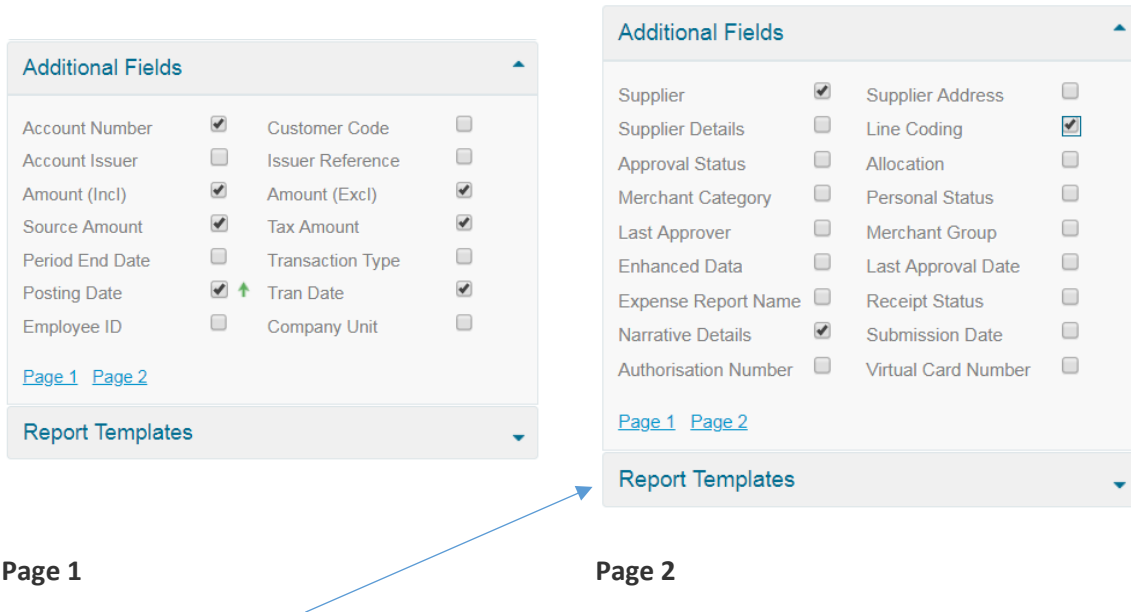 Additional Fields
Account Number Customer Code
Account Issuer Issuer Reference
Amount (Incl) Amount (Excl)
Source Amount Tax Amount
Period End Date Transaction Type
Posting Date Tran Date
Employee ID Company Unit
Page 1 Page 2
Report Templates
Page 1
Additional Fields
Supplier Supplier Address
Supplier Details Line Coding
Approval Status Allocation
Merchant Category Personal Status
Last Approver Merchant Group
Enhanced Data Last Approval Date
Expense Report Name Receipt Status
Narrative Details Submission Date
Authorisation Number Virtual Card Number
Page 1 Page 2
Report Templates
Page 2